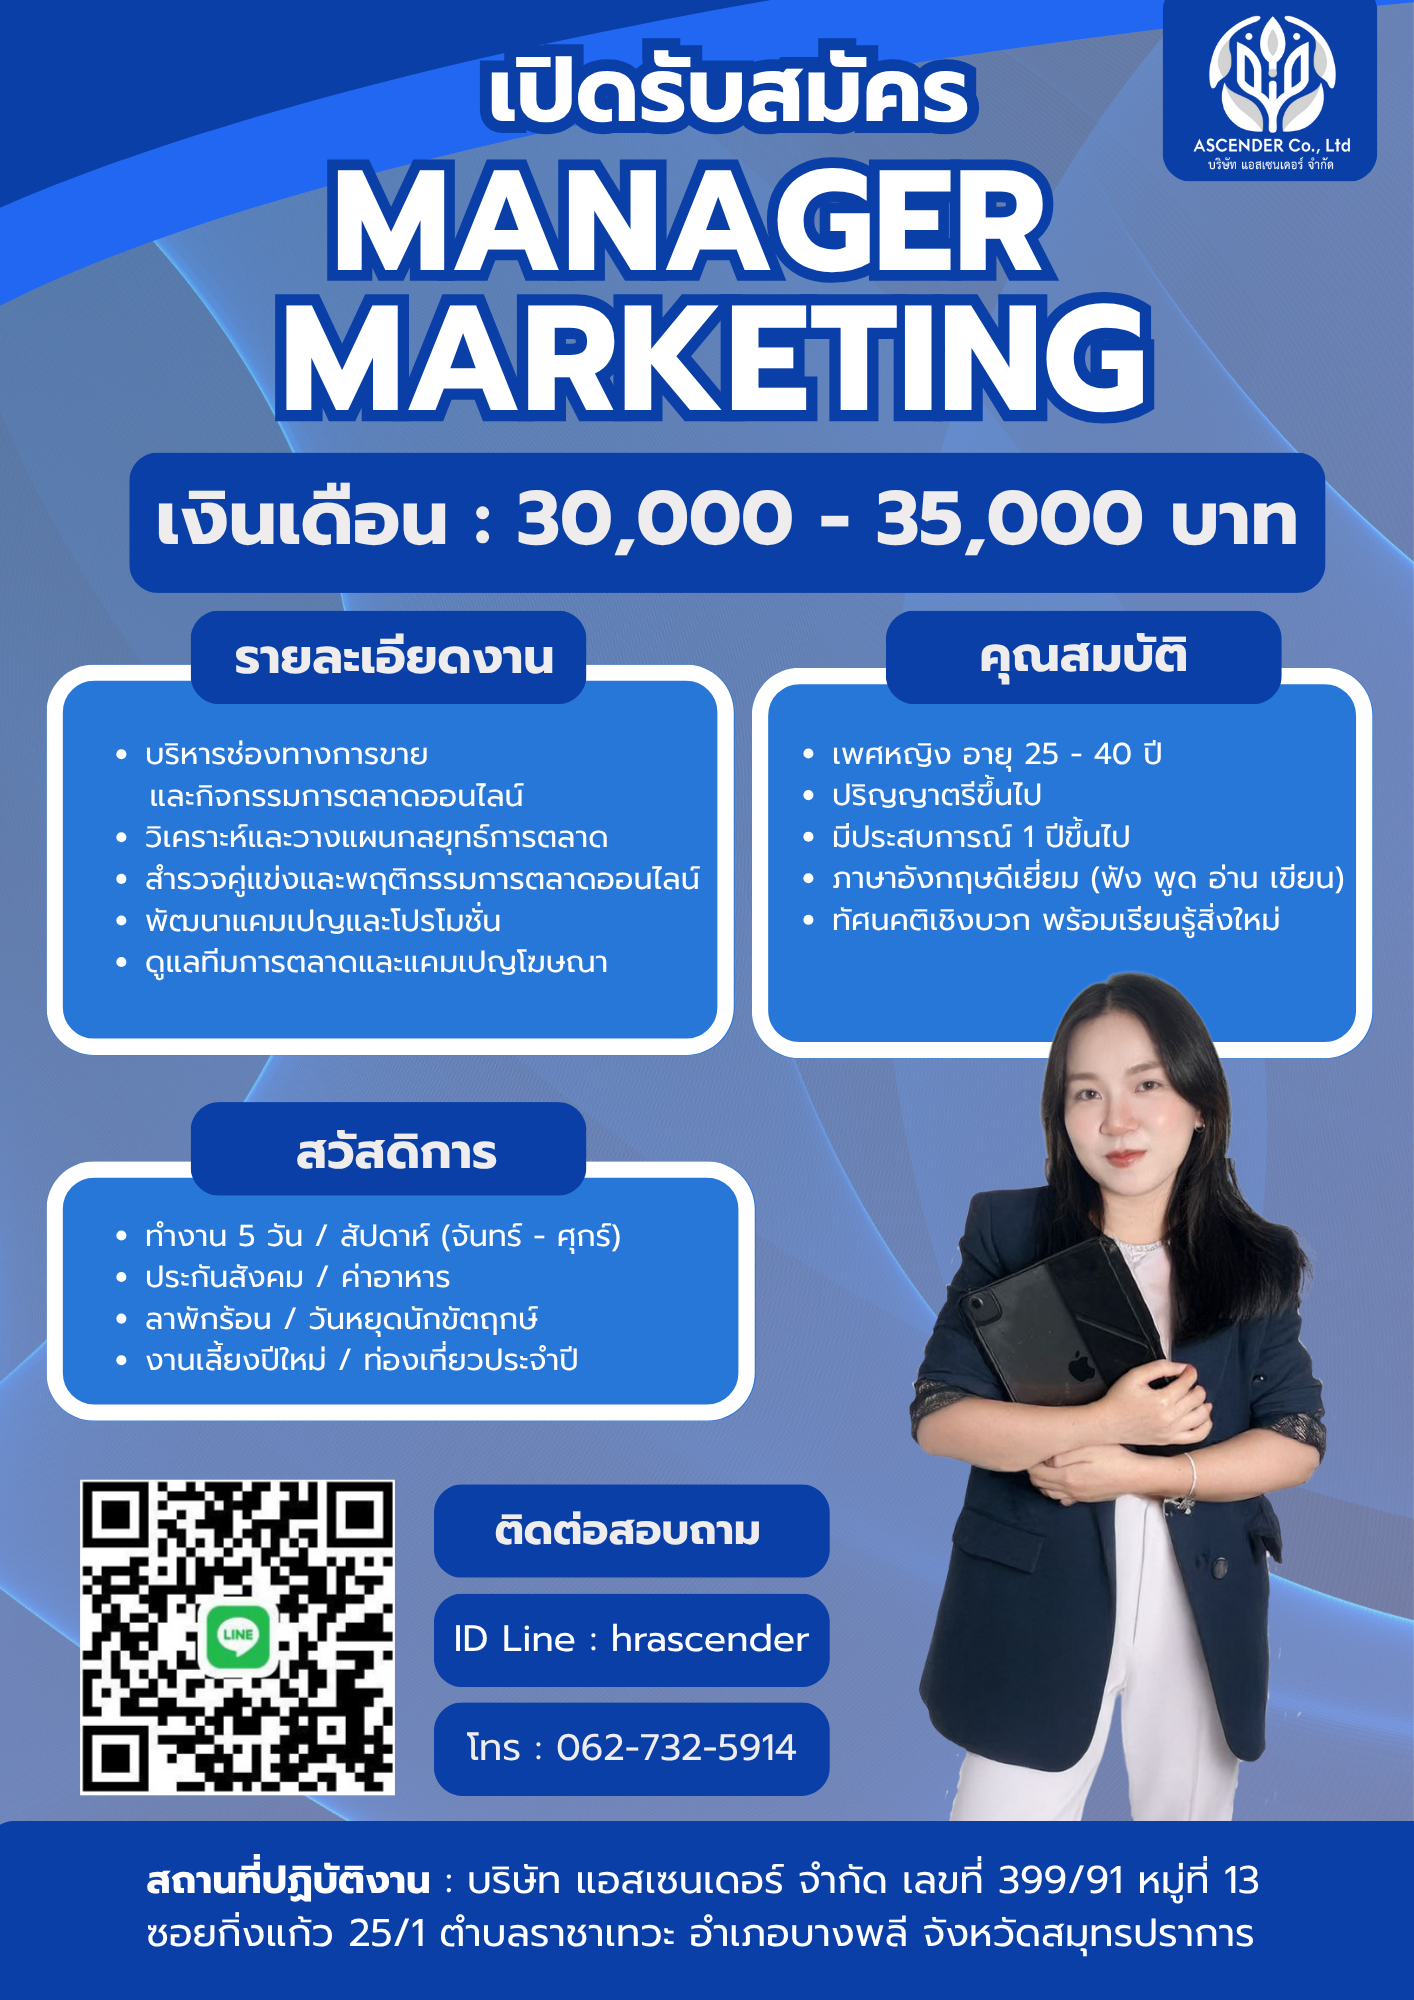 เปิดรับสมัคร
ASCENDER Co., Ltd
บริษัท แอสเซนเดอร์ จำกัด
MANAGER
MARKETING
เงินเดือน : 30,000 - 35,000 บาท
รายละเอียดงาน
• บริหารช่องทางการขาย
และกิจกรรมการตลาดออนไลน์
• วิเคราะห์และวางแผนกลยุทธ์การตลาด
• สำรวจคู่แข่งและพฤติกรรมการตลาดออนไลน์
• พัฒนาแคมเปญและโปรโมชั่น
• ดูแลทีมการตลาดและแคมเปญโฆษณา
คุณสมบัติ
• เพศหญิง อายุ 25 - 40 ปี
• ปริญญาตรีขึ้นไป
• มีประสบการณ์ 1 ปีขึ้นไป
• ภาษาอังกฤษดีเยี่ยม (ฟัง พูด อ่าน เขียน)
• ทัศนคติเชิงบวก พร้อมเรียนรู้สิ่งใหม่
สวัสดิการ
• ทำงาน 5 วัน / สัปดาห์ (จันทร์ - ศุกร์)
• ประกันสังคม / ค่าอาหาร
• ลาพักร้อน / วันหยุดนักขัตฤกษ์
• งานเลี้ยงปีใหม่ / ท่องเที่ยวประจำปี
LINE
ติดต่อสอบถาม
ID Line : hrascender
โทร : 062-732-5914
สถานที่ปฏิบัติงาน : บริษัท แอสเซนเดอร์ จำกัด เลขที่ 399/91 หมู่ที่ 13
ซอยกิ่งแก้ว 25/1 ตำบลราชาเทวะ อำเภอบางพลี จังหวัดสมุทรปราการ